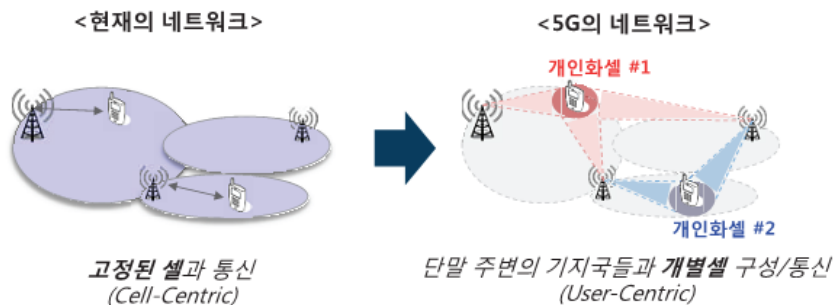 <현재의 네트워크>
<5G의 네트워크>
개인화셀 #1
개인화셀 #2
고정된 셀과 통신
(Cell-Centric)
단말 주변의 기지국들과 개별셀 구성/통신
(User-Centric)